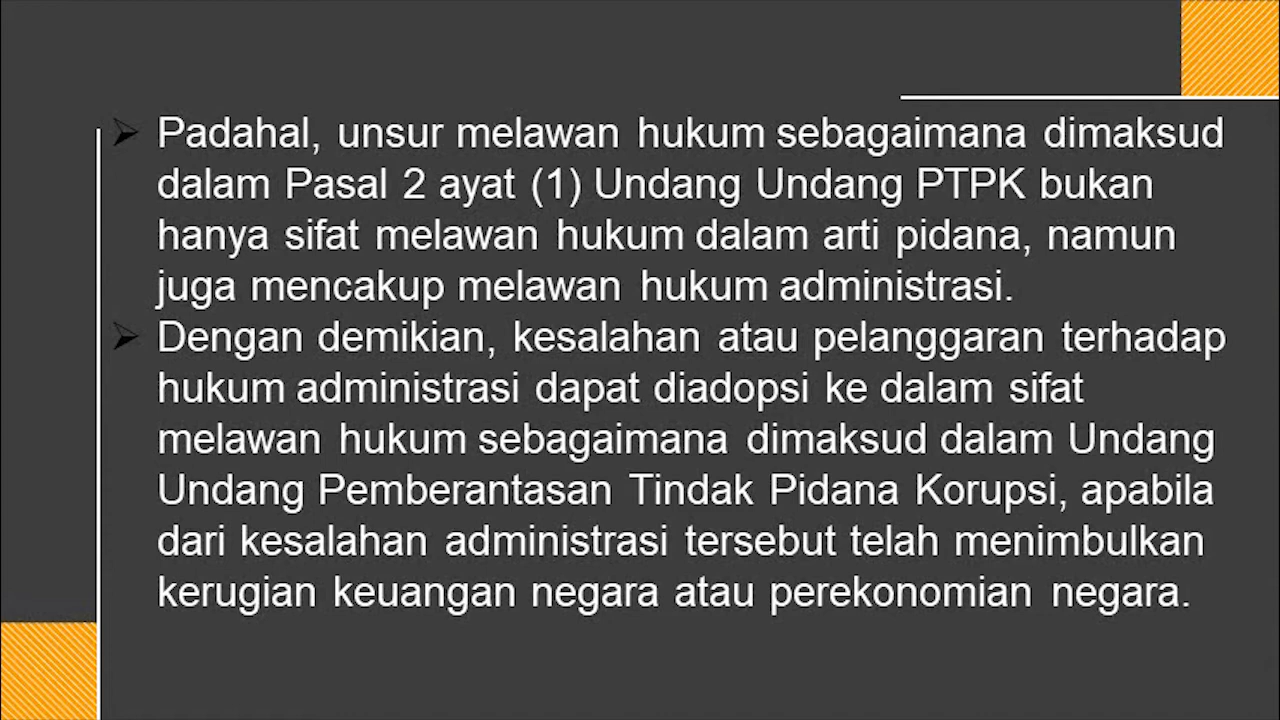 Padahal, unsur melawan hukum sebagaimana dimaksud
dalam Pasal 2 ayat (1) Undang Undang PTPK bukan
hanya sifat melawan hukum dalam arti pidana, namun
juga mencakup melawan hukum administrasi.
Dengan demikian, kesalahan atau pelanggaran terhadap
hukum administrasi dapat diadopsi ke dalam sifat
melawan hukum sebagaimana dimaksud dalam Undang
Undang Pemberantasan Tindak Pidana Korupsi, apabila
dari kesalahan administrasi tersebut telah menimbulkan
kerugian keuangan negara atau perekonomian negara.